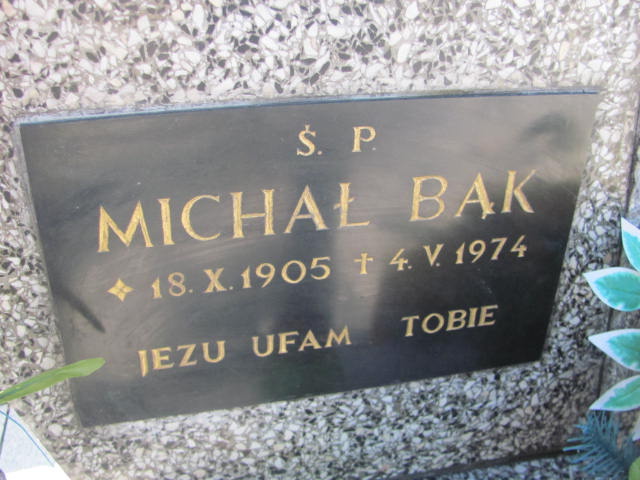 Ś. P.
MICHAŁ BĄK
✦ 18. X. 1905 † 4. V. 1974
JEZU UFAM TOBIE